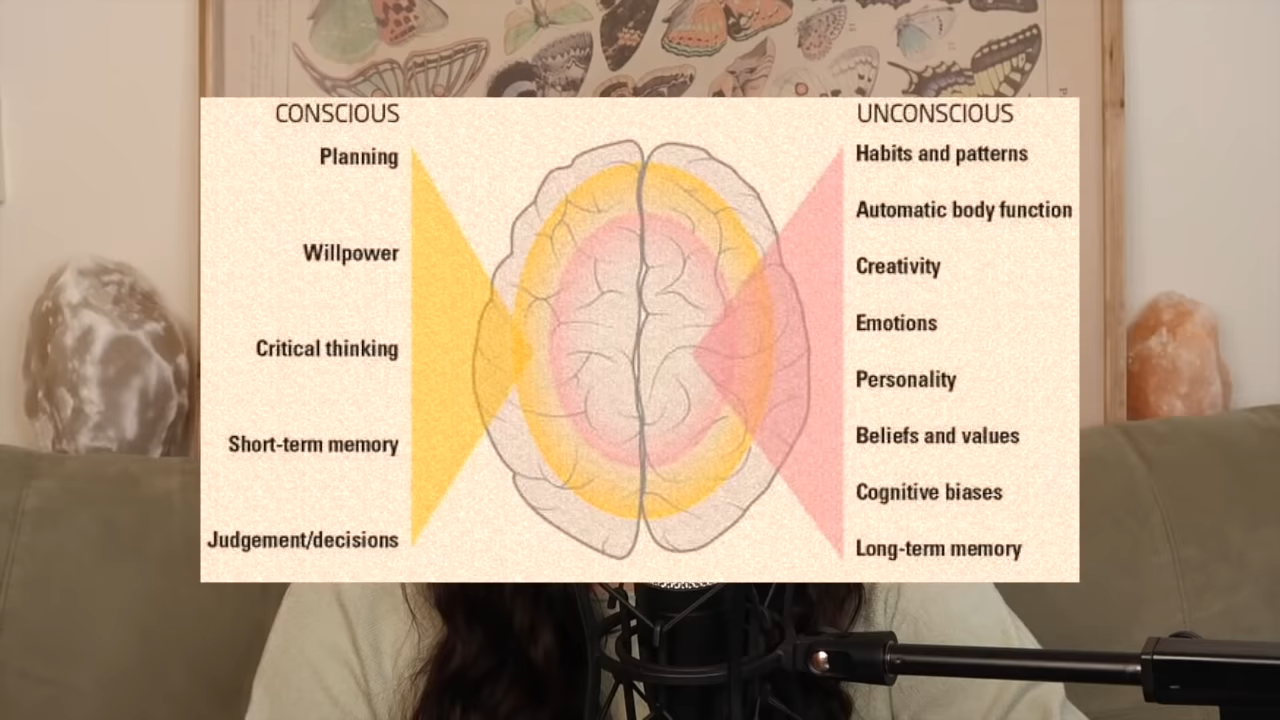 CONSCIOUS
Planning
Willpower
Critical thinking
Short-term memory
Judgement/decisions
UNCONSCIOUS
Habits and patterns
Automatic body function
Creativity
Emotions
Personality
Beliefs and values
Cognitive biases
Long-term memory